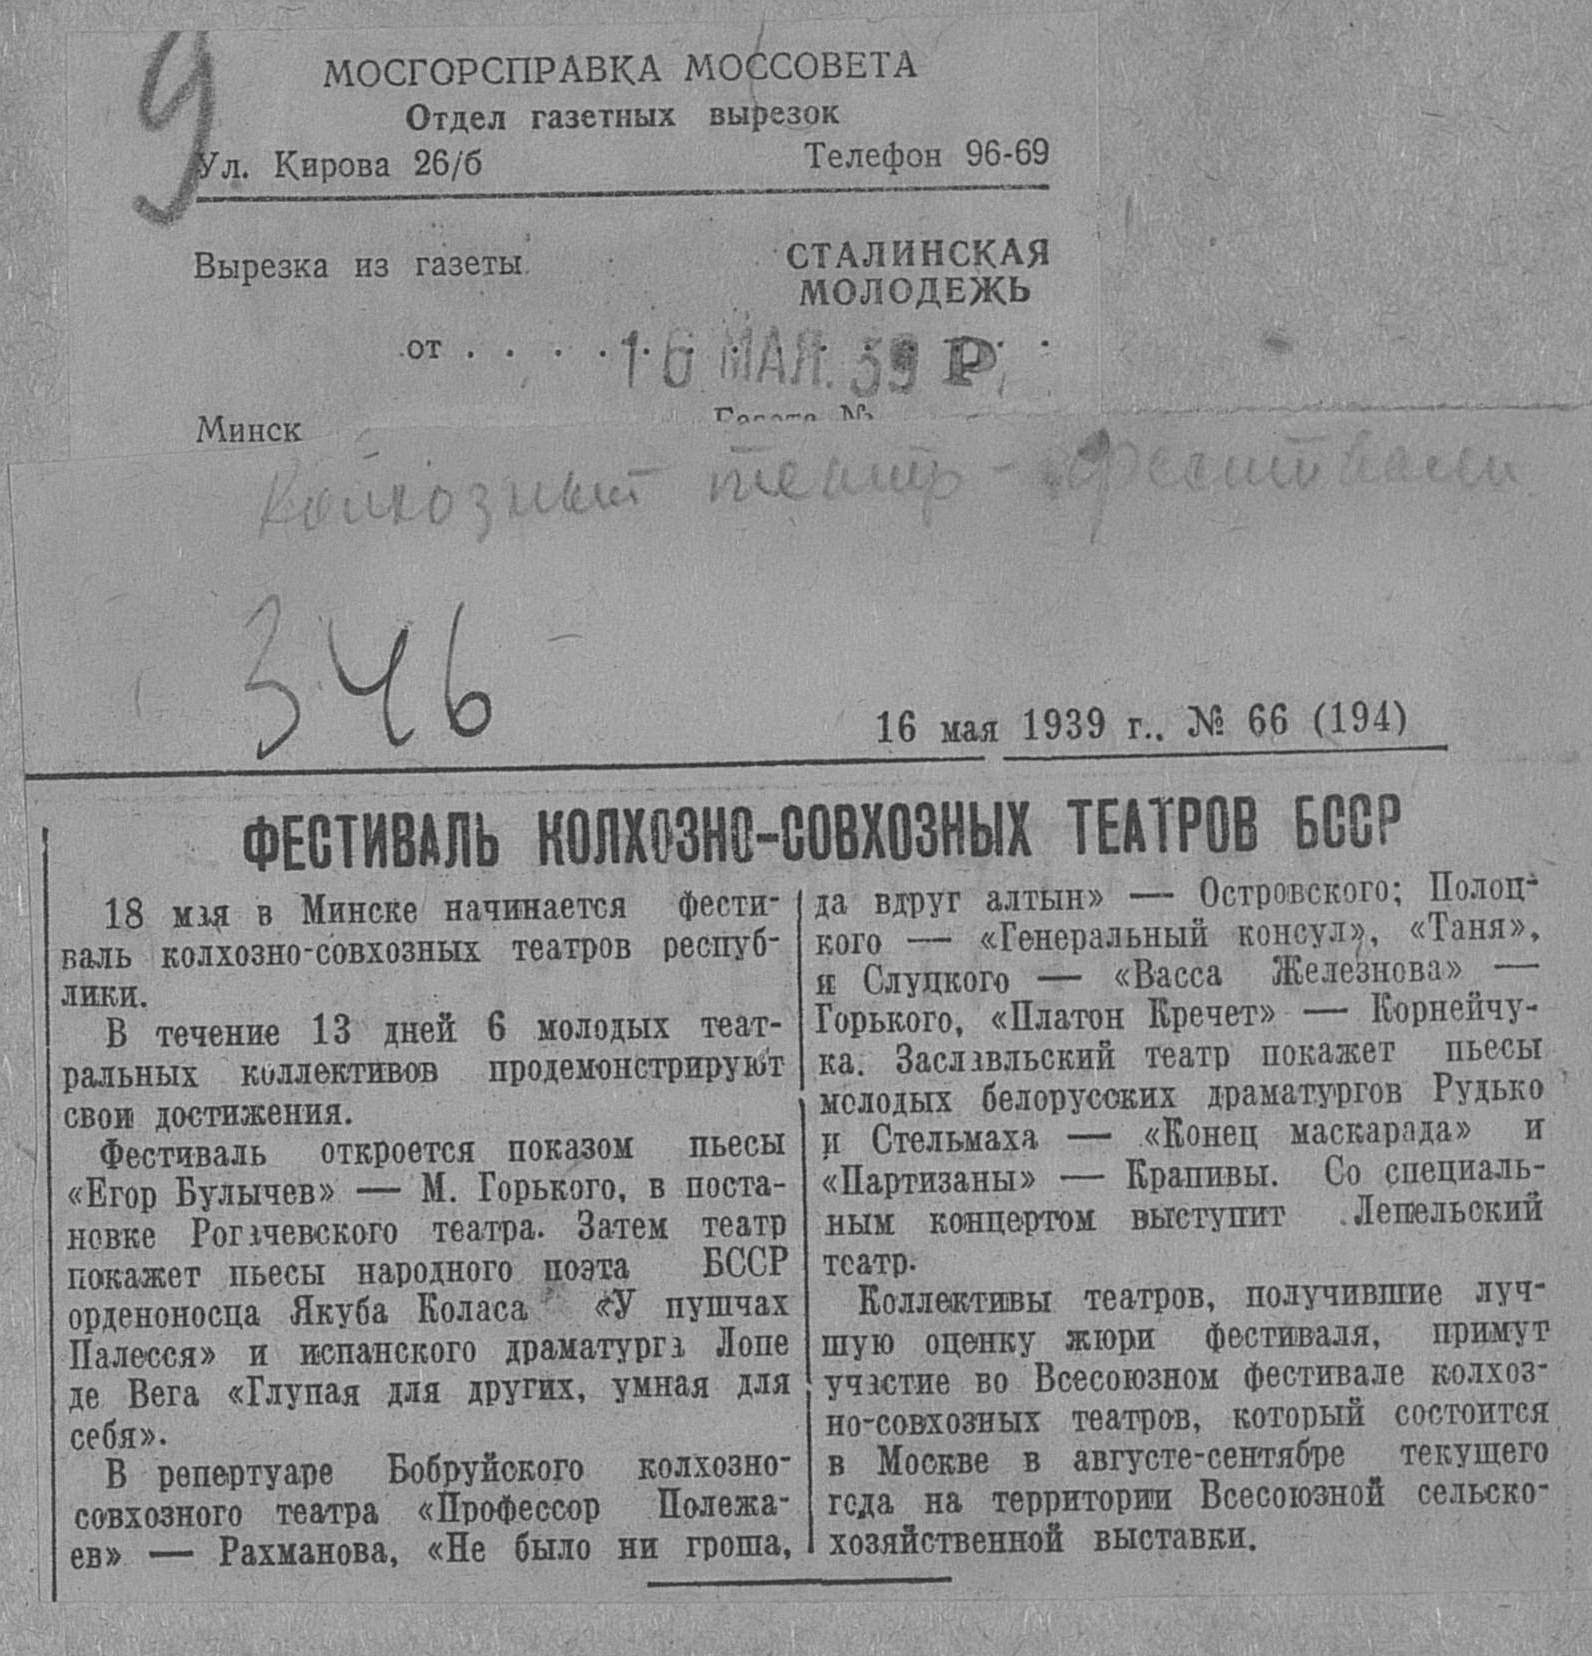 У
МОСГОРСПРАВКА МОССОВЕТА
Отдел газетных вырезок
Ул. Кирова 26/б Телефон 96-69
Вырезка из газеты
СТАЛИНСКАЯ
МОЛОДЕЖЬ
от . . . . . . . . . . .
16 МАЯ. 39 Р
Минск
Газета №
Колхозный театр - фестивали
346
16 мая 1939 г., № 66 (194)
ФЕСТИВАЛЬ КОЛХОЗНО-СОВХОЗНЫХ ТЕАТРОВ БССР
18 мая в Минске начинается фести-
валь колхозно-совхозных театров респуб-
лики.
В течение 13 дней 6 молодых теат-
ральных коллективов продемонстрируют
свои достижения.
Фестиваль откроется показом пьесы
«Егор Булычев» — М. Горького, в поста-
новке Рогачевского театра. Затем театр
покажет пьесы народного поэта БССР
орденоносца Якуба Коласа «У пушчах
Палесся» и испанского драматурга Лопе
де Вега «Глупая для других, умная для
себя».
В репертуаре Бобруйского колхозно-
совхозного театра «Профессор Полежа-
ев» — Рахманова, «Не было ни гроша,
да вдруг алтын» — Островского; Полоц-
кого — «Генеральный консул», «Таня»,
и Слуцкого — «Васса Железнова» —
Горького, «Платон Кречет» — Корнейчу-
ка. Заславльский театр покажет пьесы
молодых белорусских драматургов Рудько
и Стельмаха — «Конец маскарада» и
«Партизаны» — Крапивы. Со специаль-
ным концертом выступит Лепельский
театр.
Коллективы театров, получившие луч-
шую оценку жюри фестиваля, примут
участие во Всесоюзном фестивале колхоз-
но-совхозных театров, который состоится
в Москве в августе-сентябре текущего
года на территории Всесоюзной сельско-
хозяйственной выставки.